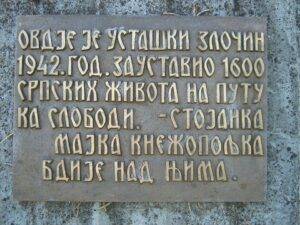 ОВДЈЕ ЈЕ УСТАШКИ ЗЛОЧИН
1942. ГОД. ЗАУСТАВИО 1600
СРПСКИХ ЖИВОТА НА ПУТУ
КА СЛОБОДИ. - СТОЈАНКА
МАЈКА КНЕЖОПОЉКА
БДИЈЕ НАД ЊИМА.